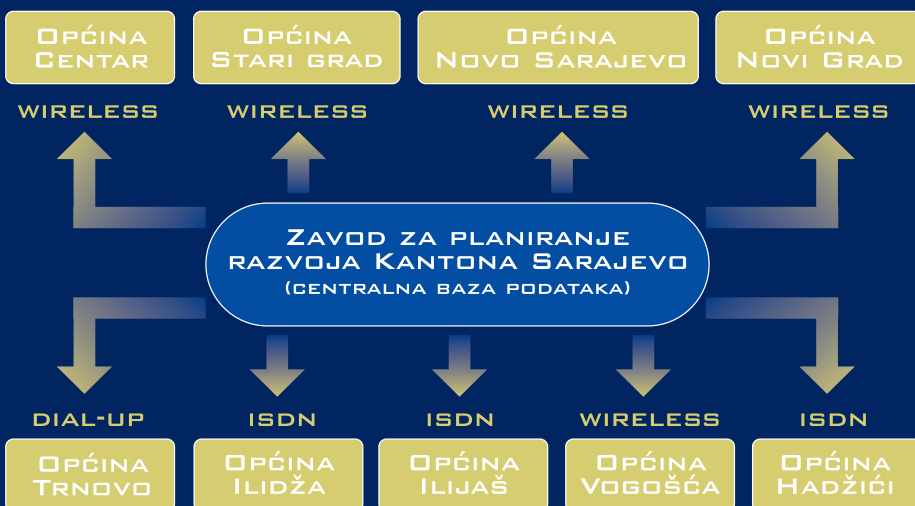 OPĆINA
CENTAR
OPĆINA
STARI GRAD
OPĆINA
NOVO SARAJEVO
OPĆINA
NOVI GRAD
WIRELESS
WIRELESS
WIRELESS
WIRELESS
ZAVOD ZA PLANIRANJE
RAZVOJA KANTONA SARAJEVO
(CENTRALNA BAZA PODATAKA)
DIAL-UP
ISDN
ISDN
WIRELESS
ISDN
OPĆINA
TRNOVO
OPĆINA
ILIDŽA
OPĆINA
ILIJAŠ
OPĆINA
VOGOŠĆA
OPĆINA
HADŽIĆI